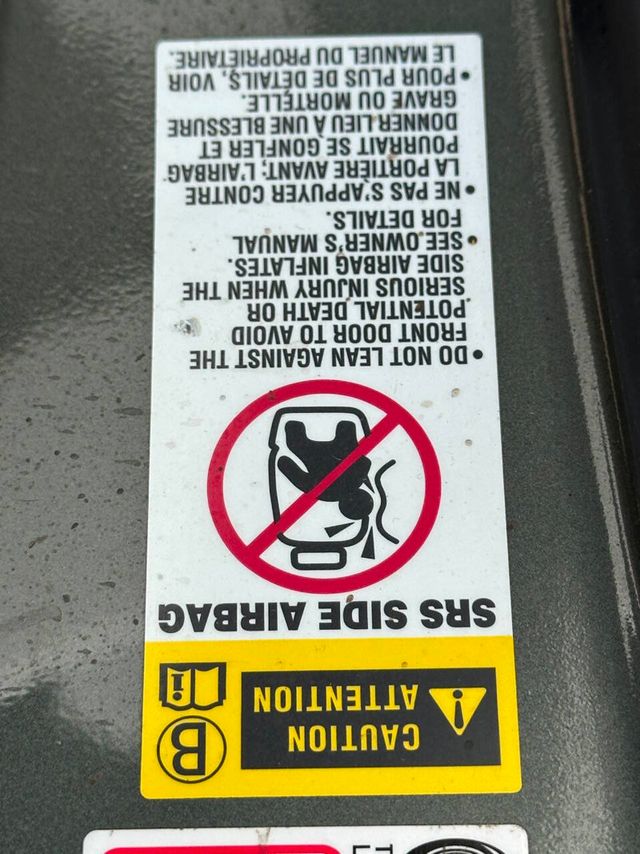 CAUTION
ATTENTION
B
i
SRS SIDE AIRBAG
• DO NOT LEAN AGAINST THE
FRONT DOOR TO AVOID
POTENTIAL DEATH OR
SERIOUS INJURY WHEN THE
SIDE AIRBAG INFLATES.
• SEE OWNER'S MANUAL
FOR DETAILS.
• NE PAS S'APPUYER CONTRE
LA PORTIÈRE AVANT; L'AIRBAG
POURRAIT SE GONFLER ET
DONNER LIEU À UNE BLESSURE
GRAVE OU MORTELLE.
• POUR PLUS DE DÉTAILS, VOIR
LE MANUEL DU PROPRIÉTAIRE.